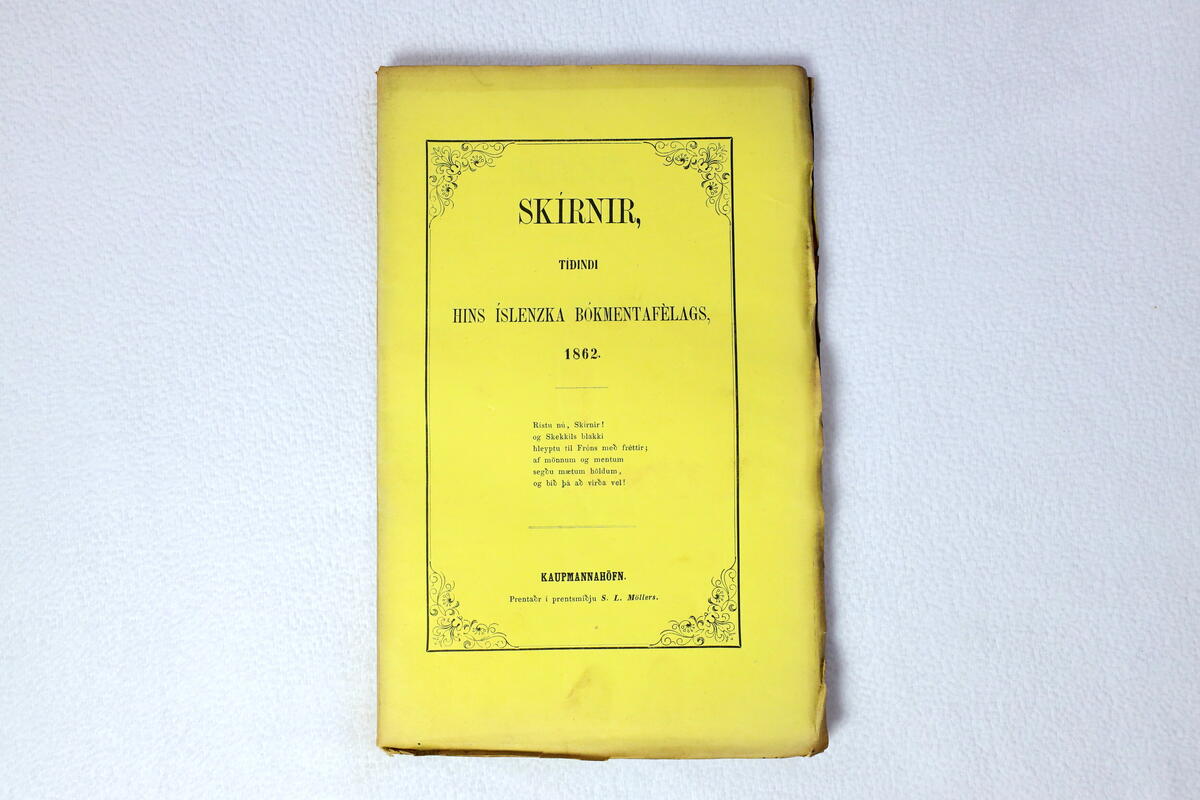 SKÍRNIR,
TÍÐINDI
HINS ÍSLENZKA BÓKMENTAFÈLAGS,
1862.
Rístu nú, Skírnir!
og Skekkils blakki
hleyptu til Fróns með fréttir;
af mönnum og mentum
segðu mætum höldum,
og bið þá að virða vel!
KAUPMANNAHÖFN.
Prentaðr í prentsmiðju S. L. Möllers.